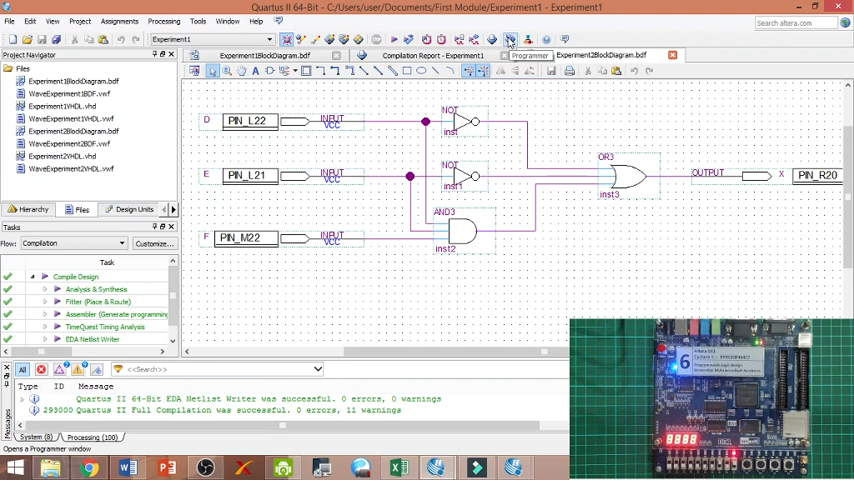 Quartus II 64-Bit - C:/Users/user/Documents/First Module/Experiment1 - Experiment1
File Edit View Project Assignments Processing Tools Window Help
Search altera.com
Experiment1
Programmer
Project Navigator
Files
Experiment1BlockDiagram.bdf
WaveExperiment1BDF.vwf
Experiment1VHDL.vhd
WaveExperiment1VHDL.vwf
Experiment2BlockDiagram.bdf
WaveExperiment2BDF.vwf
Experiment2VHDL.vhd
WaveExperiment2VHDL.vwf
Hierarchy Files Design Units
Tasks
Flow: Compilation Customize...
Task
Compile Design
Analysis & Synthesis
Fitter (Place & Route)
Assembler (Generate programming
TimeQuest Timing Analysis
EDA Netlist Writer
Experiment1BlockDiagram.bdf Compilation Report - Experiment1 Experiment2BlockDiagram.bdf
D PIN_L22 INPUT VCC
NOT
inst
E PIN_L21 INPUT VCC
NOT
inst1
F PIN_M22 INPUT VCC
AND3
inst2
OR3
inst3
OUTPUT X PIN_R20
All <<Search>>
Type ID Message
Quartus II 64-Bit EDA Netlist Writer was successful. 0 errors, 0 warnings
293000 Quartus II Full Compilation was successful. 0 errors, 11 warnings
Messages
System (8) Processing (100)
Opens a Programmer window
6